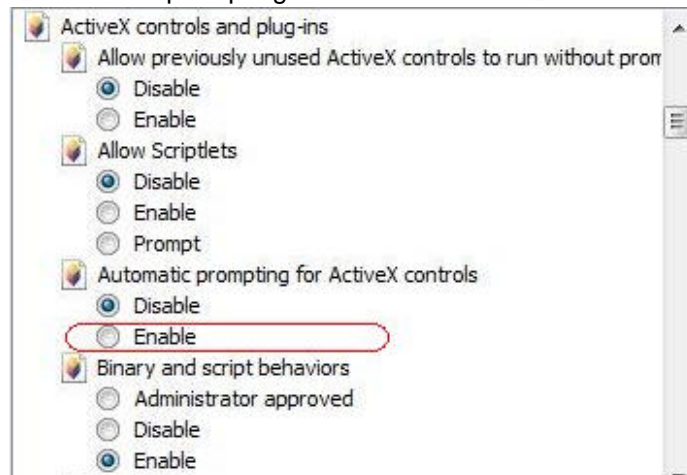 ActiveX controls and plug-ins
Allow previously unused ActiveX controls to run without
Disable
Enable
Allow Scriptlets
Disable
Enable
Prompt
Automatic prompting for ActiveX controls
Disable
Enable
Binary and script behaviors
Administrator approved
Disable
Enable